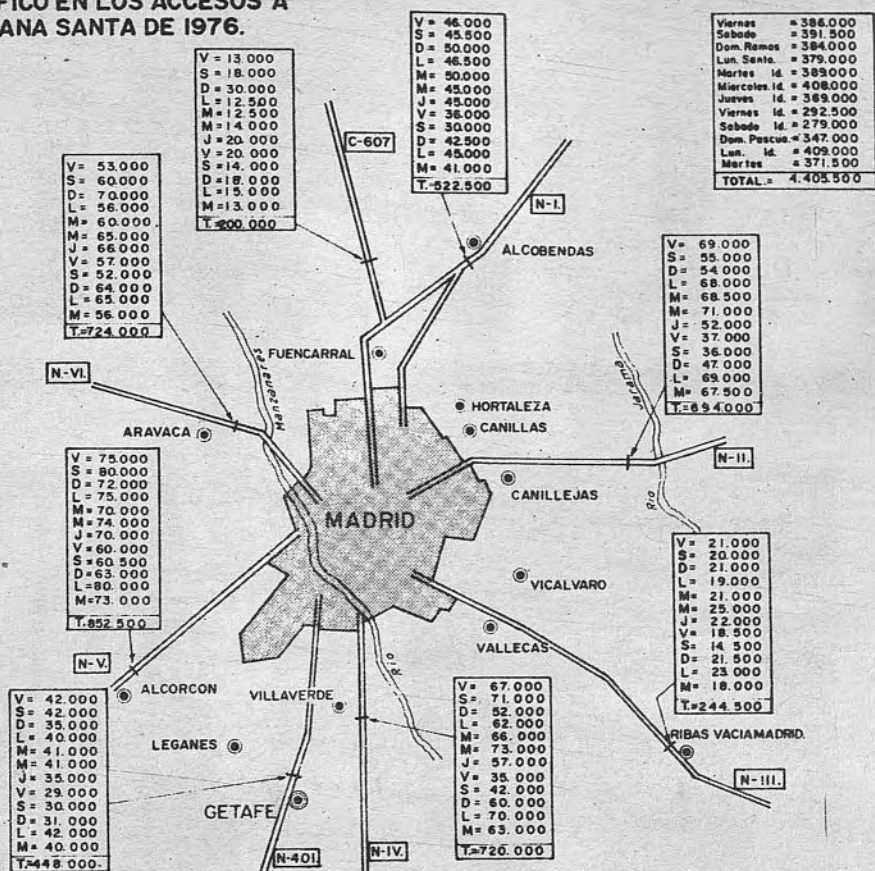 FICO EN LOS ACCESOS A
ANA SANTA DE 1976.
V = 13.000
S = 18.000
D = 30.000
L = 12.500
M = 12.500
M = 14.000
J = 20.000
V = 20.000
S = 14.000
D = 18.000
L = 15.000
M = 13.000
T. = 200.000
V = 46.000
S = 45.500
D = 50.000
L = 46.500
M = 50.000
M = 45.000
J = 45.000
V = 36.000
S = 30.000
D = 42.500
L = 45.000
M = 41.000
T.=522.500
Viernes = 386.000
Sabado = 391.500
Dom. Ramos = 384.000
Lun. Santo. = 379.000
Martes Id. = 389.000
Miercoles. Id. = 408.000
Jueves Id. = 369.000
Viernes Id. = 292.500
Sabado Id. = 279.000
Dom. Pascua. = 347.000
Lun. Id. = 409.000
Martes = 371.500
TOTAL.= 4.405.500
V = 53.000
S = 60.000
D = 70.000
L = 56.000
M = 60.000
M = 65.000
J = 66.000
V = 57.000
S = 52.000
D = 64.000
L = 65.000
M = 56.000
T.=724.000
C-607
N-I.
ALCOBENDAS
V = 69.000
S = 55.000
D = 54.000
L = 68.000
M = 68.500
M = 71.000
J = 52.000
V = 37.000
S = 36.000
D = 47.000
L = 69.000
M = 67.500
T.=694.000
FUENCARRAL
N-VI.
Manzanares
Jarama
Rio
HORTALEZA
CANILLAS
ARAVACA
N-II.
CANILLEJAS
MADRID
V = 75.000
S = 80.000
D = 72.000
L = 75.000
M = 70.000
M = 74.000
J = 70.000
V = 60.000
S = 60.500
D = 63.000
L = 80.000
M = 73.000
T.=852.500
V = 21.000
S = 20.000
D = 21.000
L = 19.000
M = 21.000
M = 25.000
J = 22.000
V = 18.500
S = 14.500
D = 21.500
L = 23.000
M = 18.000
T.=244.500
VICALVARO
VALLECAS
N-V.
Rio
ALCORCON
VILLAVERDE
LEGANES
GETAFE
RIBAS VACIAMADRID.
V = 42.000
S = 42.000
D = 35.000
L = 40.000
M = 41.000
M = 41.000
J = 35.000
V = 29.000
S = 30.000
D = 31.000
L = 42.000
M = 40.000
T.=448.000.
V = 67.000
S = 71.000
D = 52.000
L = 62.000
M = 66.000
M = 73.000
J = 57.000
V = 35.000
S = 42.000
D = 60.000
L = 70.000
M = 63.000
T.=720.000
N-III.
N-401.
N-IV.